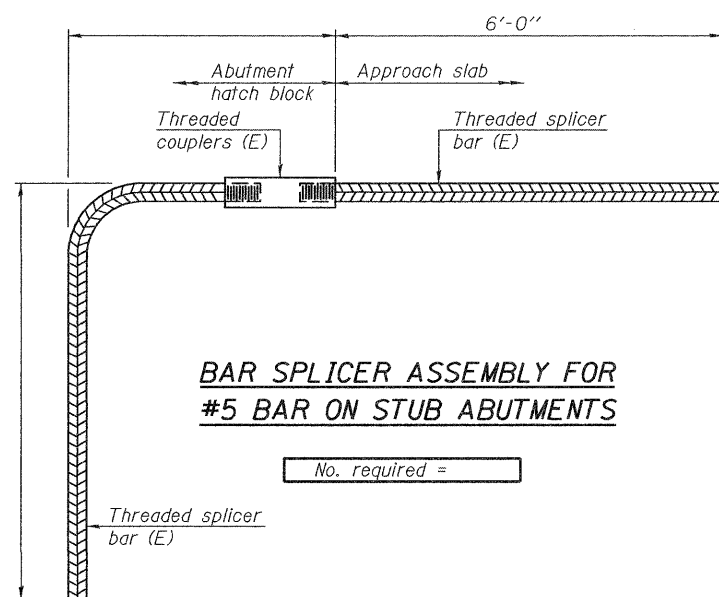 6'-0"
Abutment
hatch block
Approach slab
Threaded
couplers (E)
Threaded splicer
bar (E)
BAR SPLICER ASSEMBLY FOR
#5 BAR ON STUB ABUTMENTS
No. required =
Threaded splicer
bar (E)